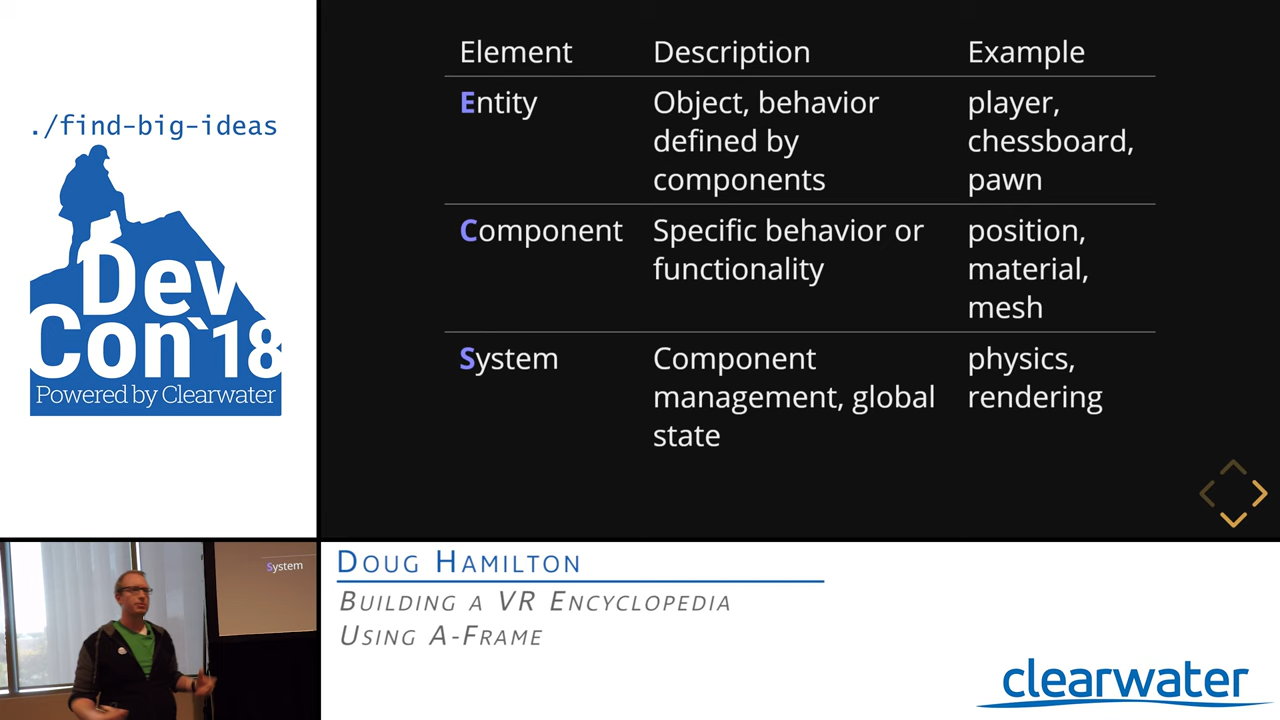 ./find-big-ideas
Dev
Con`18
Powered by Clearwater
Element Description Example
Entity Object, behavior player,
defined by chessboard,
components pawn
Component Specific behavior or position,
functionality material,
mesh
System Component physics,
management, global rendering
state
System
DOUG HAMILTON
BUILDING A VR ENCYCLOPEDIA
USING A-FRAME
clearwater